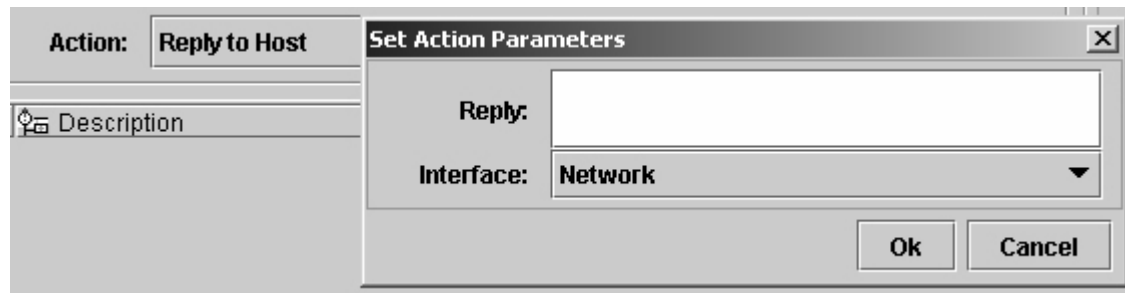 Action: Reply to Host
Set Action Parameters
Reply:
Description
Interface: Network
Ok Cancel